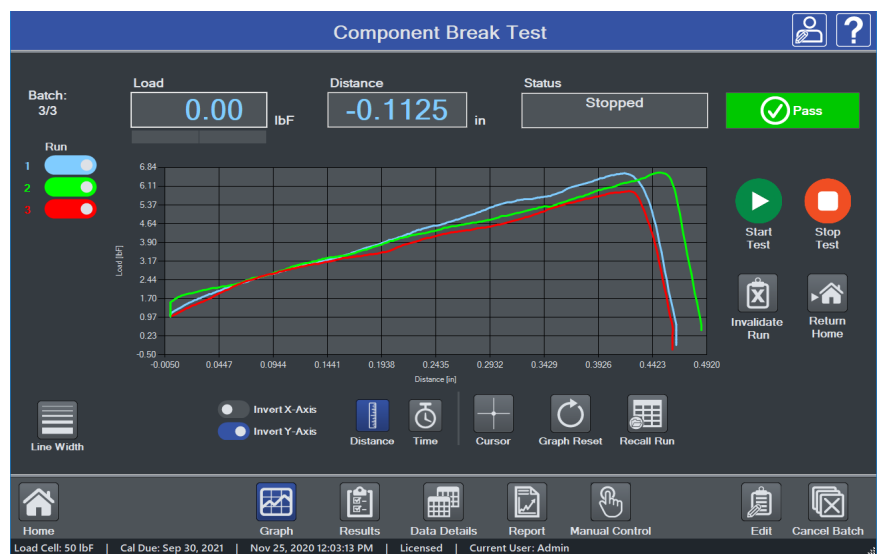 Component Break Test
?
Batch:
3/3
Load
0.00
lbF
Distance
-0.1125
in
Status
Stopped
Pass
Run
1
2
3
Load [lbF]
6.84
6.11
5.37
4.64
3.90
3.17
2.44
1.70
0.97
0.23
-0.50
-0.0050 0.0447 0.0944 0.1441 0.1938 0.2435 0.2932 0.3429 0.3926 0.4423 0.4920
Distance [in]
Start
Test
Stop
Test
Invalidate
Run
Return
Home
Line Width
Invert X-Axis
Invert Y-Axis
Distance
Time
Cursor
Graph Reset
Recall Run
Home
Graph
Results
Data Details
Report
Manual Control
Edit
Cancel Batch
Load Cell: 50 lbF | Cal Due: Sep 30, 2021 | Nov 25, 2020 12:03:13 PM | Licensed | Current User: Admin